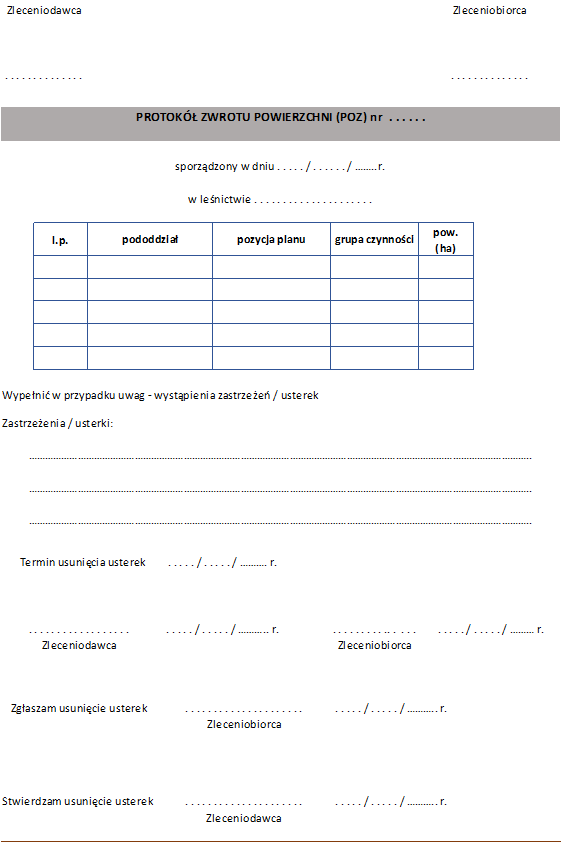 Zleceniodawca Zleceniobiorca
. . . . . . . . . . . . . . . . . . . . . . . . . . . .
PROTOKÓŁ ZWROTU POWIERZCHNI (POZ) nr . . . . . .
sporządzony w dniu . . . . . / . . . . . . / ........r.
w leśnictwie . . . . . . . . . . . . . . . . . . . . .
l.p. pododdział pozycja planu grupa czynności pow. (ha)
Wypełnić w przypadku uwag - wystąpienia zastrzeżeń / usterek
Zastrzeżenia / usterki:
................................................................................
................................................................................
................................................................................
Termin usunięcia usterek . . . . . / . . . . . / .......... r.
. . . . . . . . . . . . . . . . . . . . . . . / . . . . . / ........... r. . . . . . . . . . . . . . . . . . . . . / . . . . . / ......... r.
Zleceniodawca Zleceniobiorca
Zgłaszam usunięcie usterek . . . . . . . . . . . . . . . . . . . . . . . . . . / . . . . . / ........... r.
Zleceniobiorca
Stwierdzam usunięcie usterek . . . . . . . . . . . . . . . . . . . . . . . . . . / . . . . . / ........... r.
Zleceniodawca